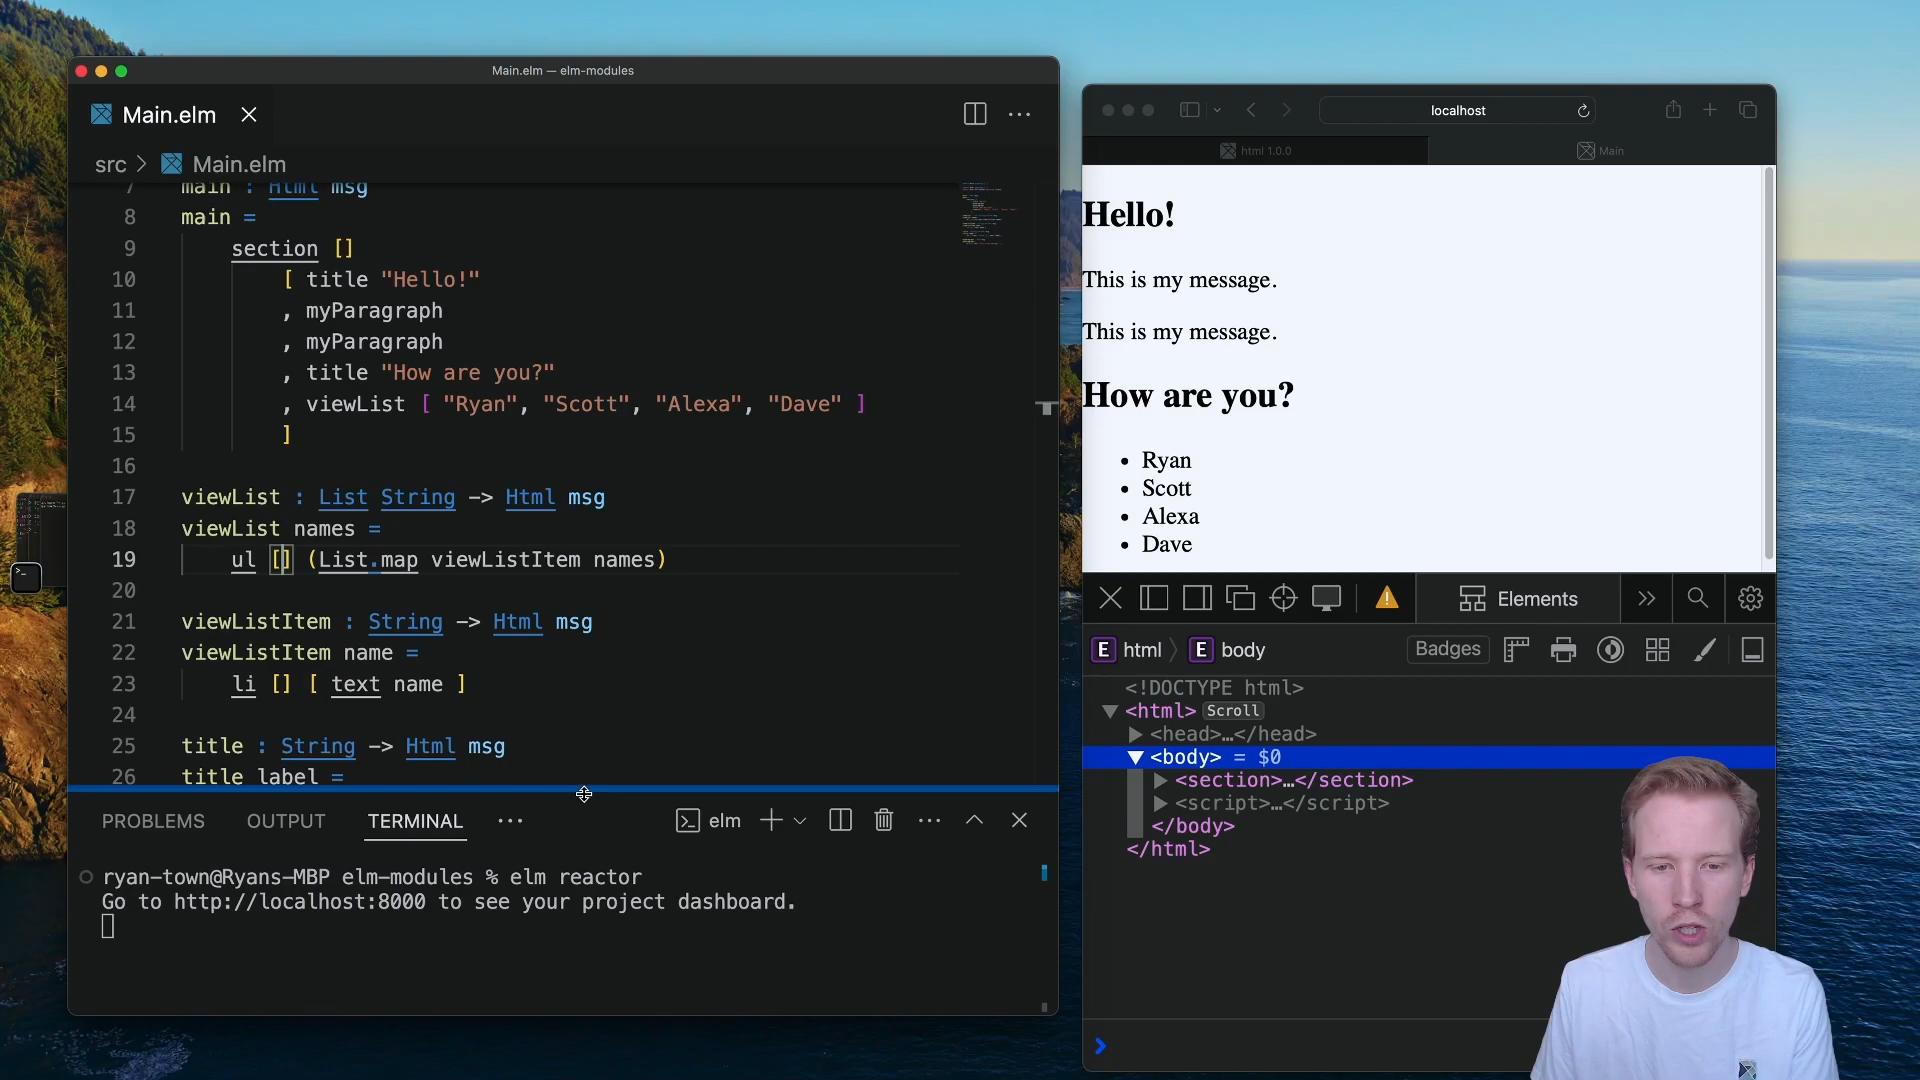 Main.elm — elm-modules
Main.elm
src > Main.elm
7 main : Html msg
8 main =
9 section []
10 [ title "Hello!"
11 , myParagraph
12 , myParagraph
13 , title "How are you?"
14 , viewList [ "Ryan", "Scott", "Alexa", "Dave" ]
15 ]
16
17 viewList : List String -> Html msg
18 viewList names =
19 ul [] (List.map viewListItem names)
20
21 viewListItem : String -> Html msg
22 viewListItem name =
23 li [] [ text name ]
24
25 title : String -> Html msg
26 title label =
PROBLEMS OUTPUT TERMINAL ··· elm
ryan-town@Ryans-MBP elm-modules % elm reactor
Go to http://localhost:8000 to see your project dashboard.
localhost
html 1.0.0 Main
Hello!
This is my message.
This is my message.
How are you?
• Ryan
• Scott
• Alexa
• Dave
Elements
E html E body Badges
<!DOCTYPE html>
<html> Scroll
<head>…</head>
<body> = $0
<section>…</section>
<script>…</script>
</body>
</html>